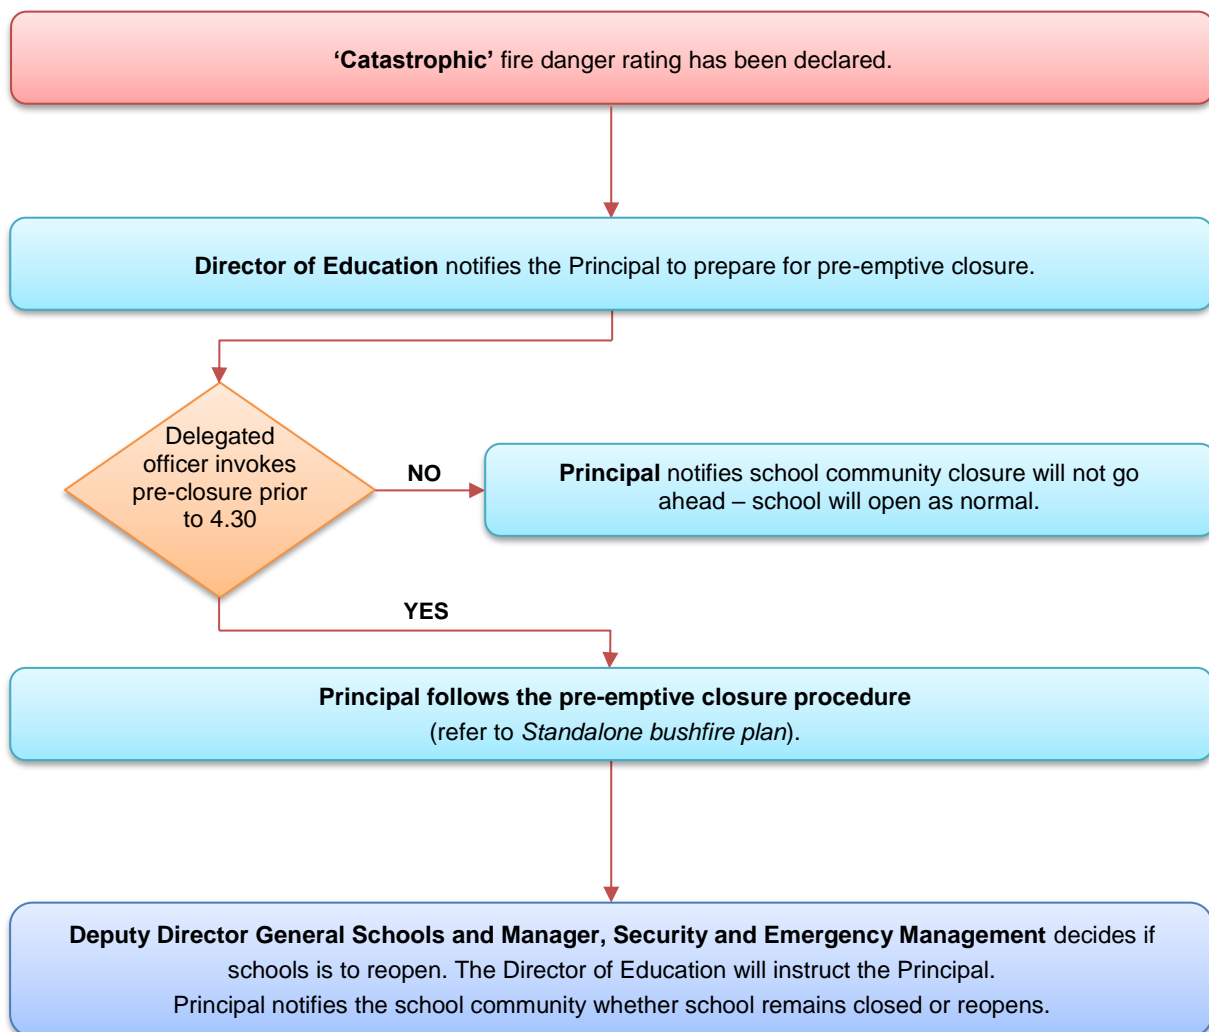 ‘Catastrophic’ fire danger rating has been declared.
Director of Education notifies the Principal to prepare for pre-emptive closure.
Delegated
officer invokes
pre-closure prior
to 4.30
NO
Principal notifies school community closure will not go
ahead – school will open as normal.
YES
Principal follows the pre-emptive closure procedure
(refer to Standalone bushfire plan).
Deputy Director General Schools and Manager, Security and Emergency Management decides if
schools is to reopen. The Director of Education will instruct the Principal.
Principal notifies the school community whether school remains closed or reopens.